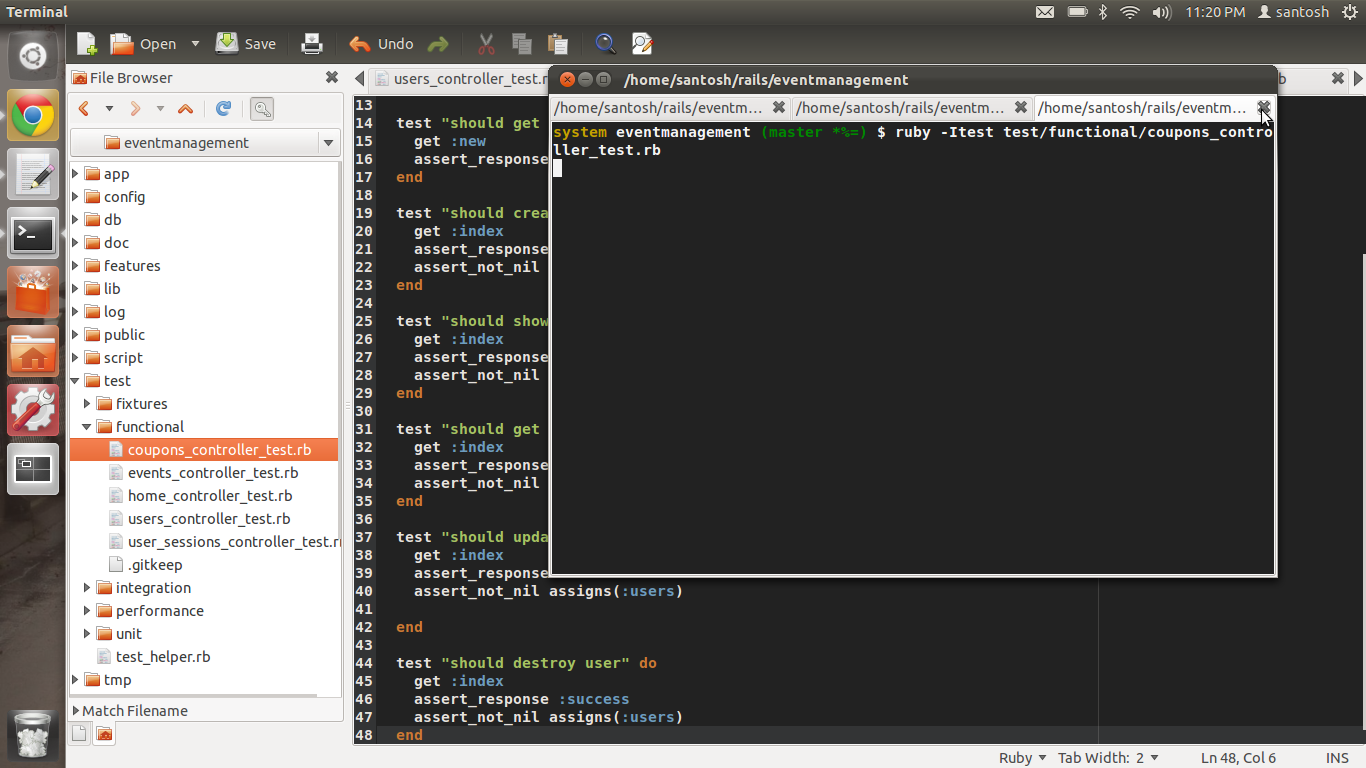 Terminal
11:20 PM
santosh
Open
Save
Undo
File Browser
eventmanagement
app
config
db
doc
features
lib
log
public
script
test
fixtures
functional
coupons_controller_test.rb
events_controller_test.rb
home_controller_test.rb
users_controller_test.rb
user_sessions_controller_test.r
.gitkeep
integration
performance
unit
test_helper.rb
tmp
Match Filename
users_controller_test.r
b
13
14 test "should get
15 get :new
16 assert_response
17 end
18
19 test "should crea
20 get :index
21 assert_response
22 assert_not_nil
23 end
24
25 test "should show
26 get :index
27 assert_response
28 assert_not_nil
29 end
30
31 test "should get
32 get :index
33 assert_response
34 assert_not_nil
35 end
36
37 test "should upda
38 get :index
39 assert_response
40 assert_not_nil assigns(:users)
41
42 end
43
44 test "should destroy user" do
45 get :index
46 assert_response :success
47 assert_not_nil assigns(:users)
48 end
/home/santosh/rails/eventmanagement
/home/santosh/rails/eventm...
/home/santosh/rails/eventm...
/home/santosh/rails/eventm...
system eventmanagement (master *%=) $ ruby -Itest test/functional/coupons_contro
ller_test.rb
Ruby
Tab Width: 2
Ln 48, Col 6
INS